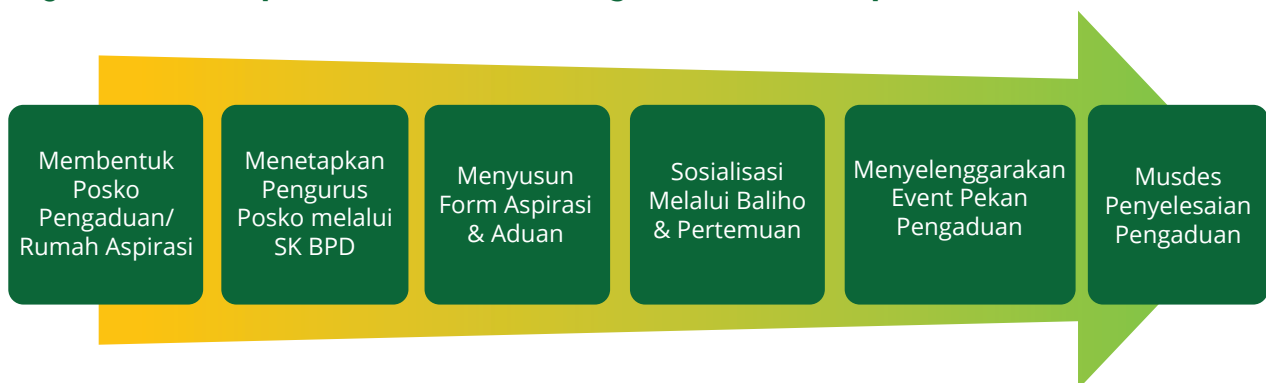 Membentuk
Posko
Pengaduan/
Rumah Aspirasi
Menetapkan
Pengurus
Posko melalui
SK BPD
Menyusun
Form Aspirasi
& Aduan
Sosialisasi
Melalui Baliho
& Pertemuan
Menyelenggarakan
Event Pekan
Pengaduan
Musdes
Penyelesaian
Pengaduan